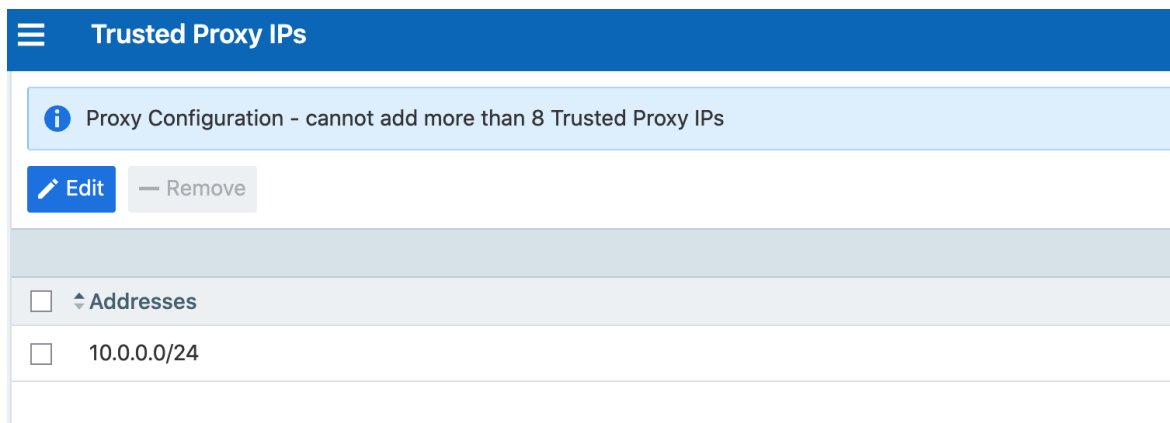 Trusted Proxy IPs
Proxy Configuration - cannot add more than 8 Trusted Proxy IPs
Edit
Remove
Addresses
10.0.0.0/24